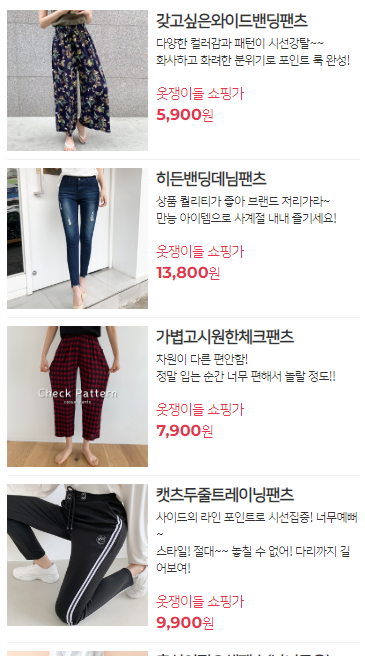 갖고싶은와이드밴딩팬츠
다양한 컬러감과 패턴이 시선강탈~~
화사하고 화려한 분위기로 포인트 룩 완성!
옷쟁이들 쇼핑가
5,900원
히든밴딩데님팬츠
상품 퀄리티가 좋아 브랜드 저리가라~
만능 아이템으로 사계절 내내 즐기세요!
옷쟁이들 쇼핑가
13,800원
Check Pattern
가볍고시원한체크팬츠
차원이 다른 편안함!
정말 입는 순간 너무 편해서 놀랄 정도!!
옷쟁이들 쇼핑가
7,900원
캣츠두줄트레이닝팬츠
사이드의 라인 포인트로 시선집중! 너무예뻐
~
스타일! 절대~~ 놓칠 수 없어! 다리까지 길
어보여!
옷쟁이들 쇼핑가
9,900원